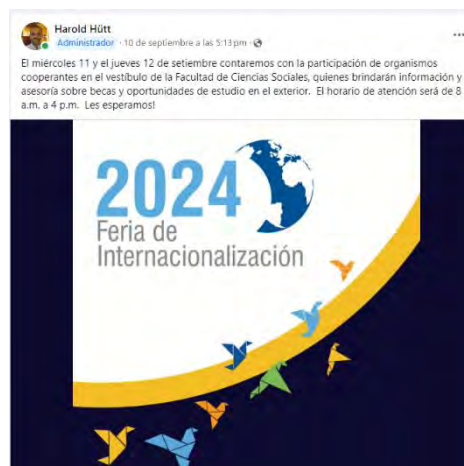 Harold Hütt
Administrador · 10 de septiembre a las 5:13 pm ·
El miércoles 11 y el jueves 12 de setiembre contaremos con la participación de organismos
cooperantes en el vestíbulo de la Facultad de Ciencias Sociales, quienes brindarán información y
asesoría sobre becas y oportunidades de estudio en el exterior. El horario de atención será de 8
a.m. a 4 p.m. Les esperamos!
2024
Feria de
Internacionalización